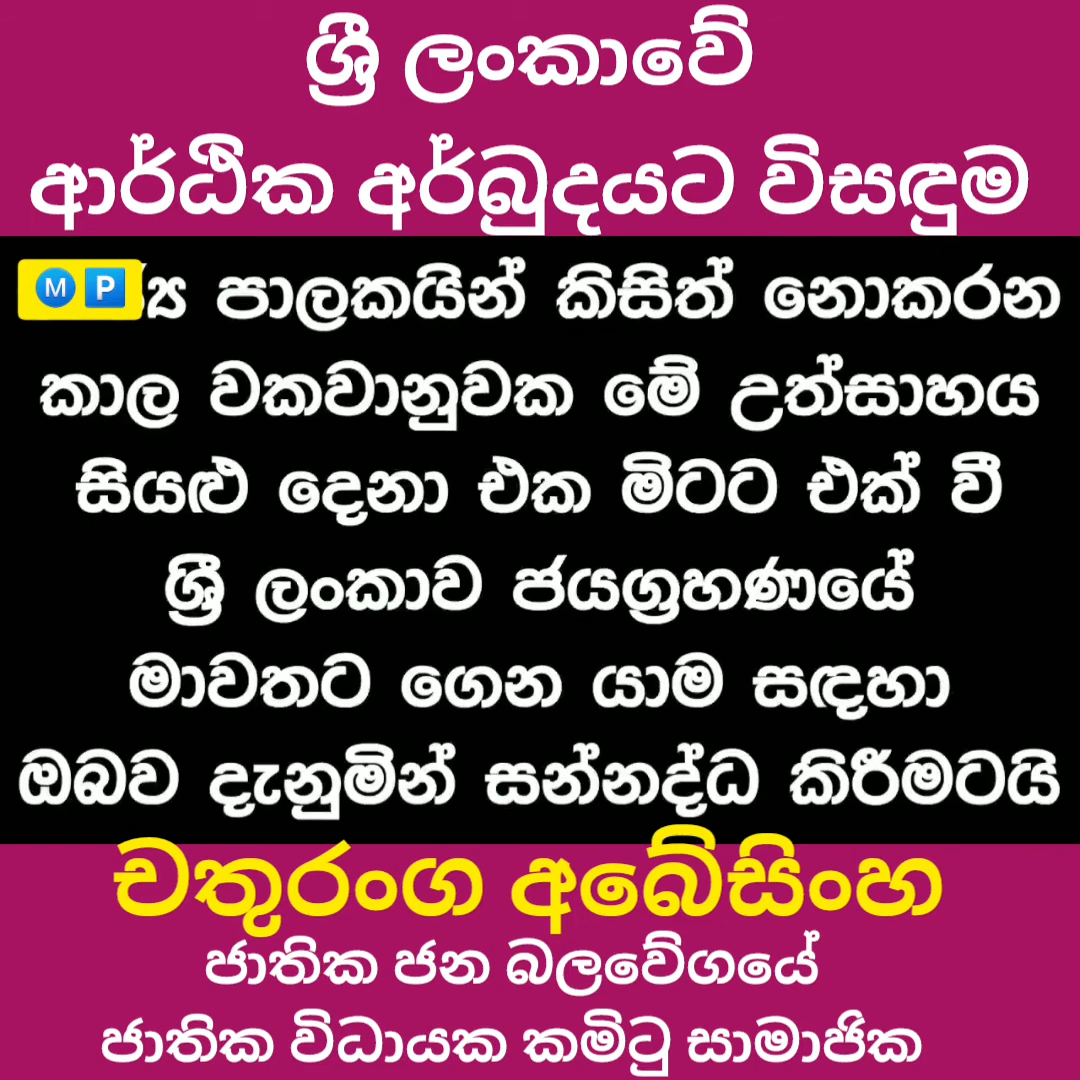 ශ්‍රී ලංකාවේ
ආර්ථික අර්බුදයට විසඳුම
M P පාලකයින් කිසිත් නොකරන
කාල වකවානුවක මේ උත්සාහය
සියළු දෙනා එක මිටට එක් වී
ශ්‍රී ලංකාව ජයග්‍රහණයේ
මාවතට ගෙන යාම සඳහා
ඔබව දැනුමින් සන්නද්ධ කිරීමටයි
චතුරංග අබේසිංහ
ජාතික ජන බලවේගයේ
ජාතික විධායක කමිටු සාමාජික